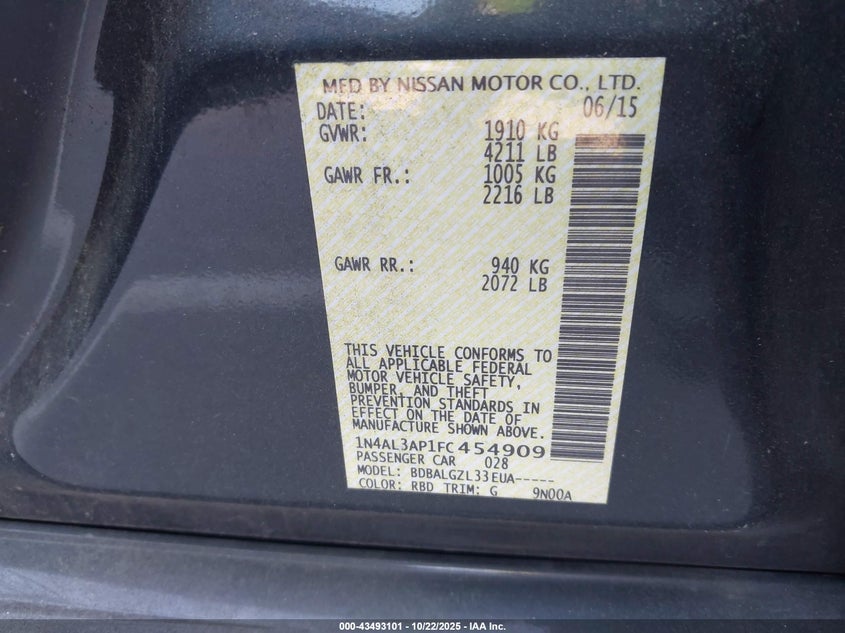 MFD BY NISSAN MOTOR CO., LTD.
DATE: 06/15
GVWR: 1910 KG
4211 LB
GAWR FR.: 1005 KG
2216 LB
GAWR RR.: 940 KG
2072 LB
THIS VEHICLE CONFORMS TO
ALL APPLICABLE FEDERAL
MOTOR VEHICLE SAFETY,
BUMPER, AND THEFT
PREVENTION STANDARDS IN
EFFECT ON THE DATE OF
MANUFACTURE SHOWN ABOVE.
1N4AL3AP1FC454909
PASSENGER CAR 028
MODEL: BDBALGZL33EUA-----
COLOR: RBD TRIM: G 9N00A
000-43493101 - 10/22/2025 - IAA Inc.